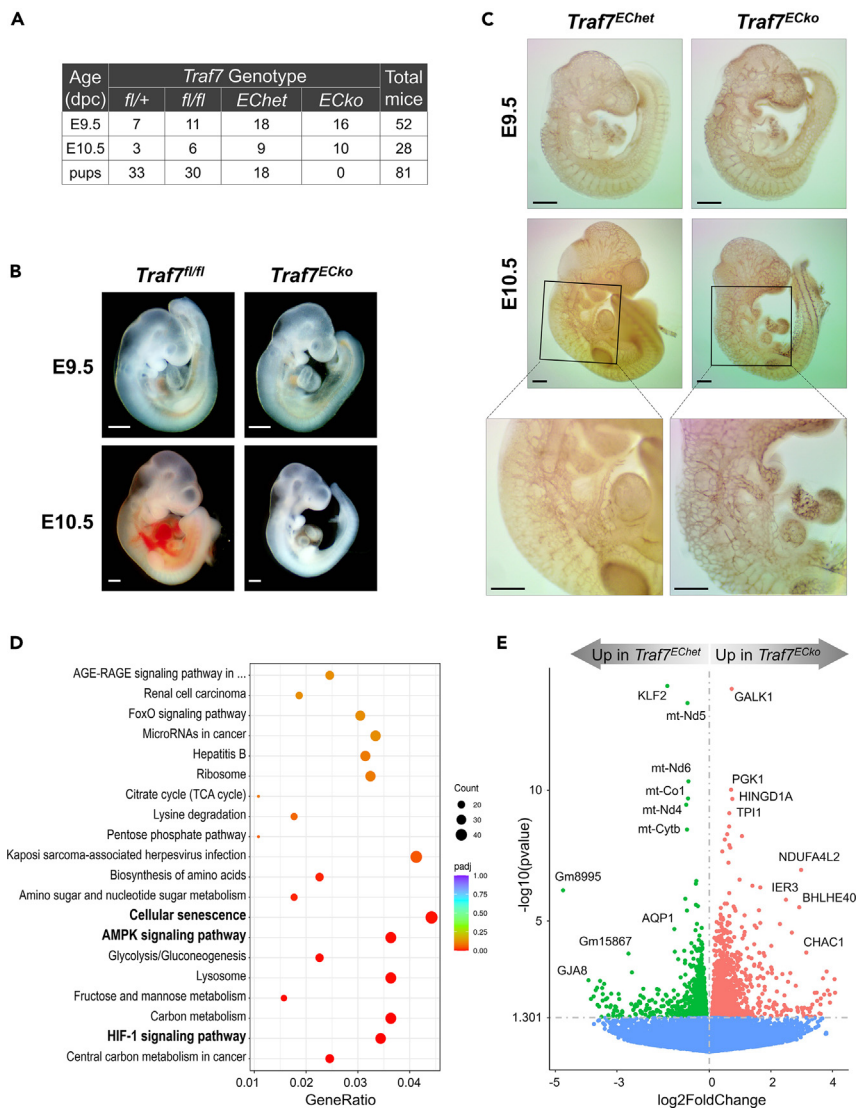 A
Age (dpc) Traf7 Genotype Total mice
fl/+ fl/fl EChet ECko
E9.5 7 11 18 16 52
E10.5 3 6 9 10 28
pups 33 30 18 0 81
B
Traf7fl/fl Traf7ECko
E9.5
E10.5
C
Traf7EChet Traf7ECko
E9.5
E10.5
D
AGE-RAGE signaling pathway in ...
Renal cell carcinoma
FoxO signaling pathway
MicroRNAs in cancer
Hepatitis B
Ribosome
Citrate cycle (TCA cycle)
Lysine degradation
Pentose phosphate pathway
Kaposi sarcoma-associated herpesvirus infection
Biosynthesis of amino acids
Amino sugar and nucleotide sugar metabolism
Cellular senescence
AMPK signaling pathway
Glycolysis/Gluconeogenesis
Lysosome
Fructose and mannose metabolism
Carbon metabolism
HIF-1 signaling pathway
Central carbon metabolism in cancer
0.01 0.02 0.03 0.04
GeneRatio
Count
20
30
40
padj
1.00
0.75
0.50
0.25
0.00
E
Up in Traf7EChet Up in Traf7ECko
KLF2
GALK1
mt-Nd5
mt-Nd6
PGK1
mt-Co1
HINGD1A
mt-Nd4
TPI1
mt-Cytb
NDUFA4L2
Gm8995
IER3
BHLHE40
AQP1
Gm15867
CHAC1
GJA8
10
5
1.301
-log10(pvalue)
-5 -3 0 2 4
log2FoldChange